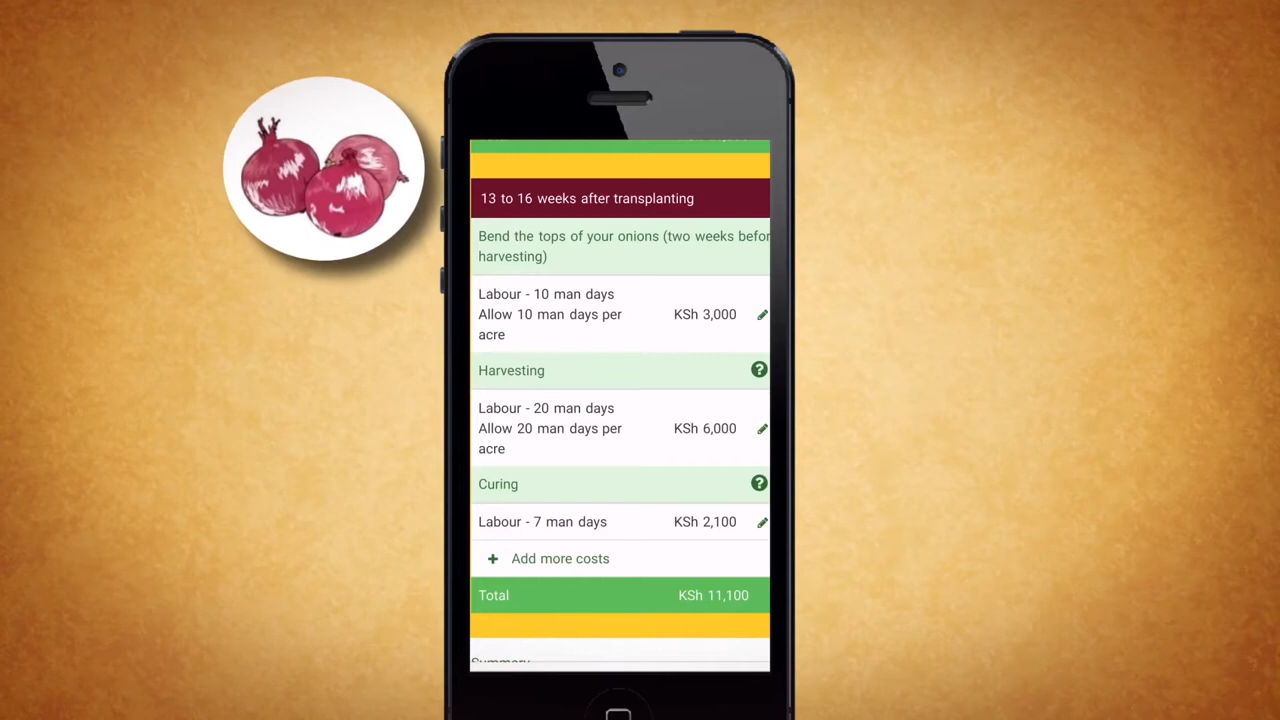 13 to 16 weeks after transplanting
Bend the tops of your onions (two weeks befor
harvesting)
Labour - 10 man days
Allow 10 man days per
acre
KSh 3,000
Harvesting
Labour - 20 man days
Allow 20 man days per
acre
KSh 6,000
Curing
Labour - 7 man days
KSh 2,100
+ Add more costs
Total
KSh 11,100
Summary